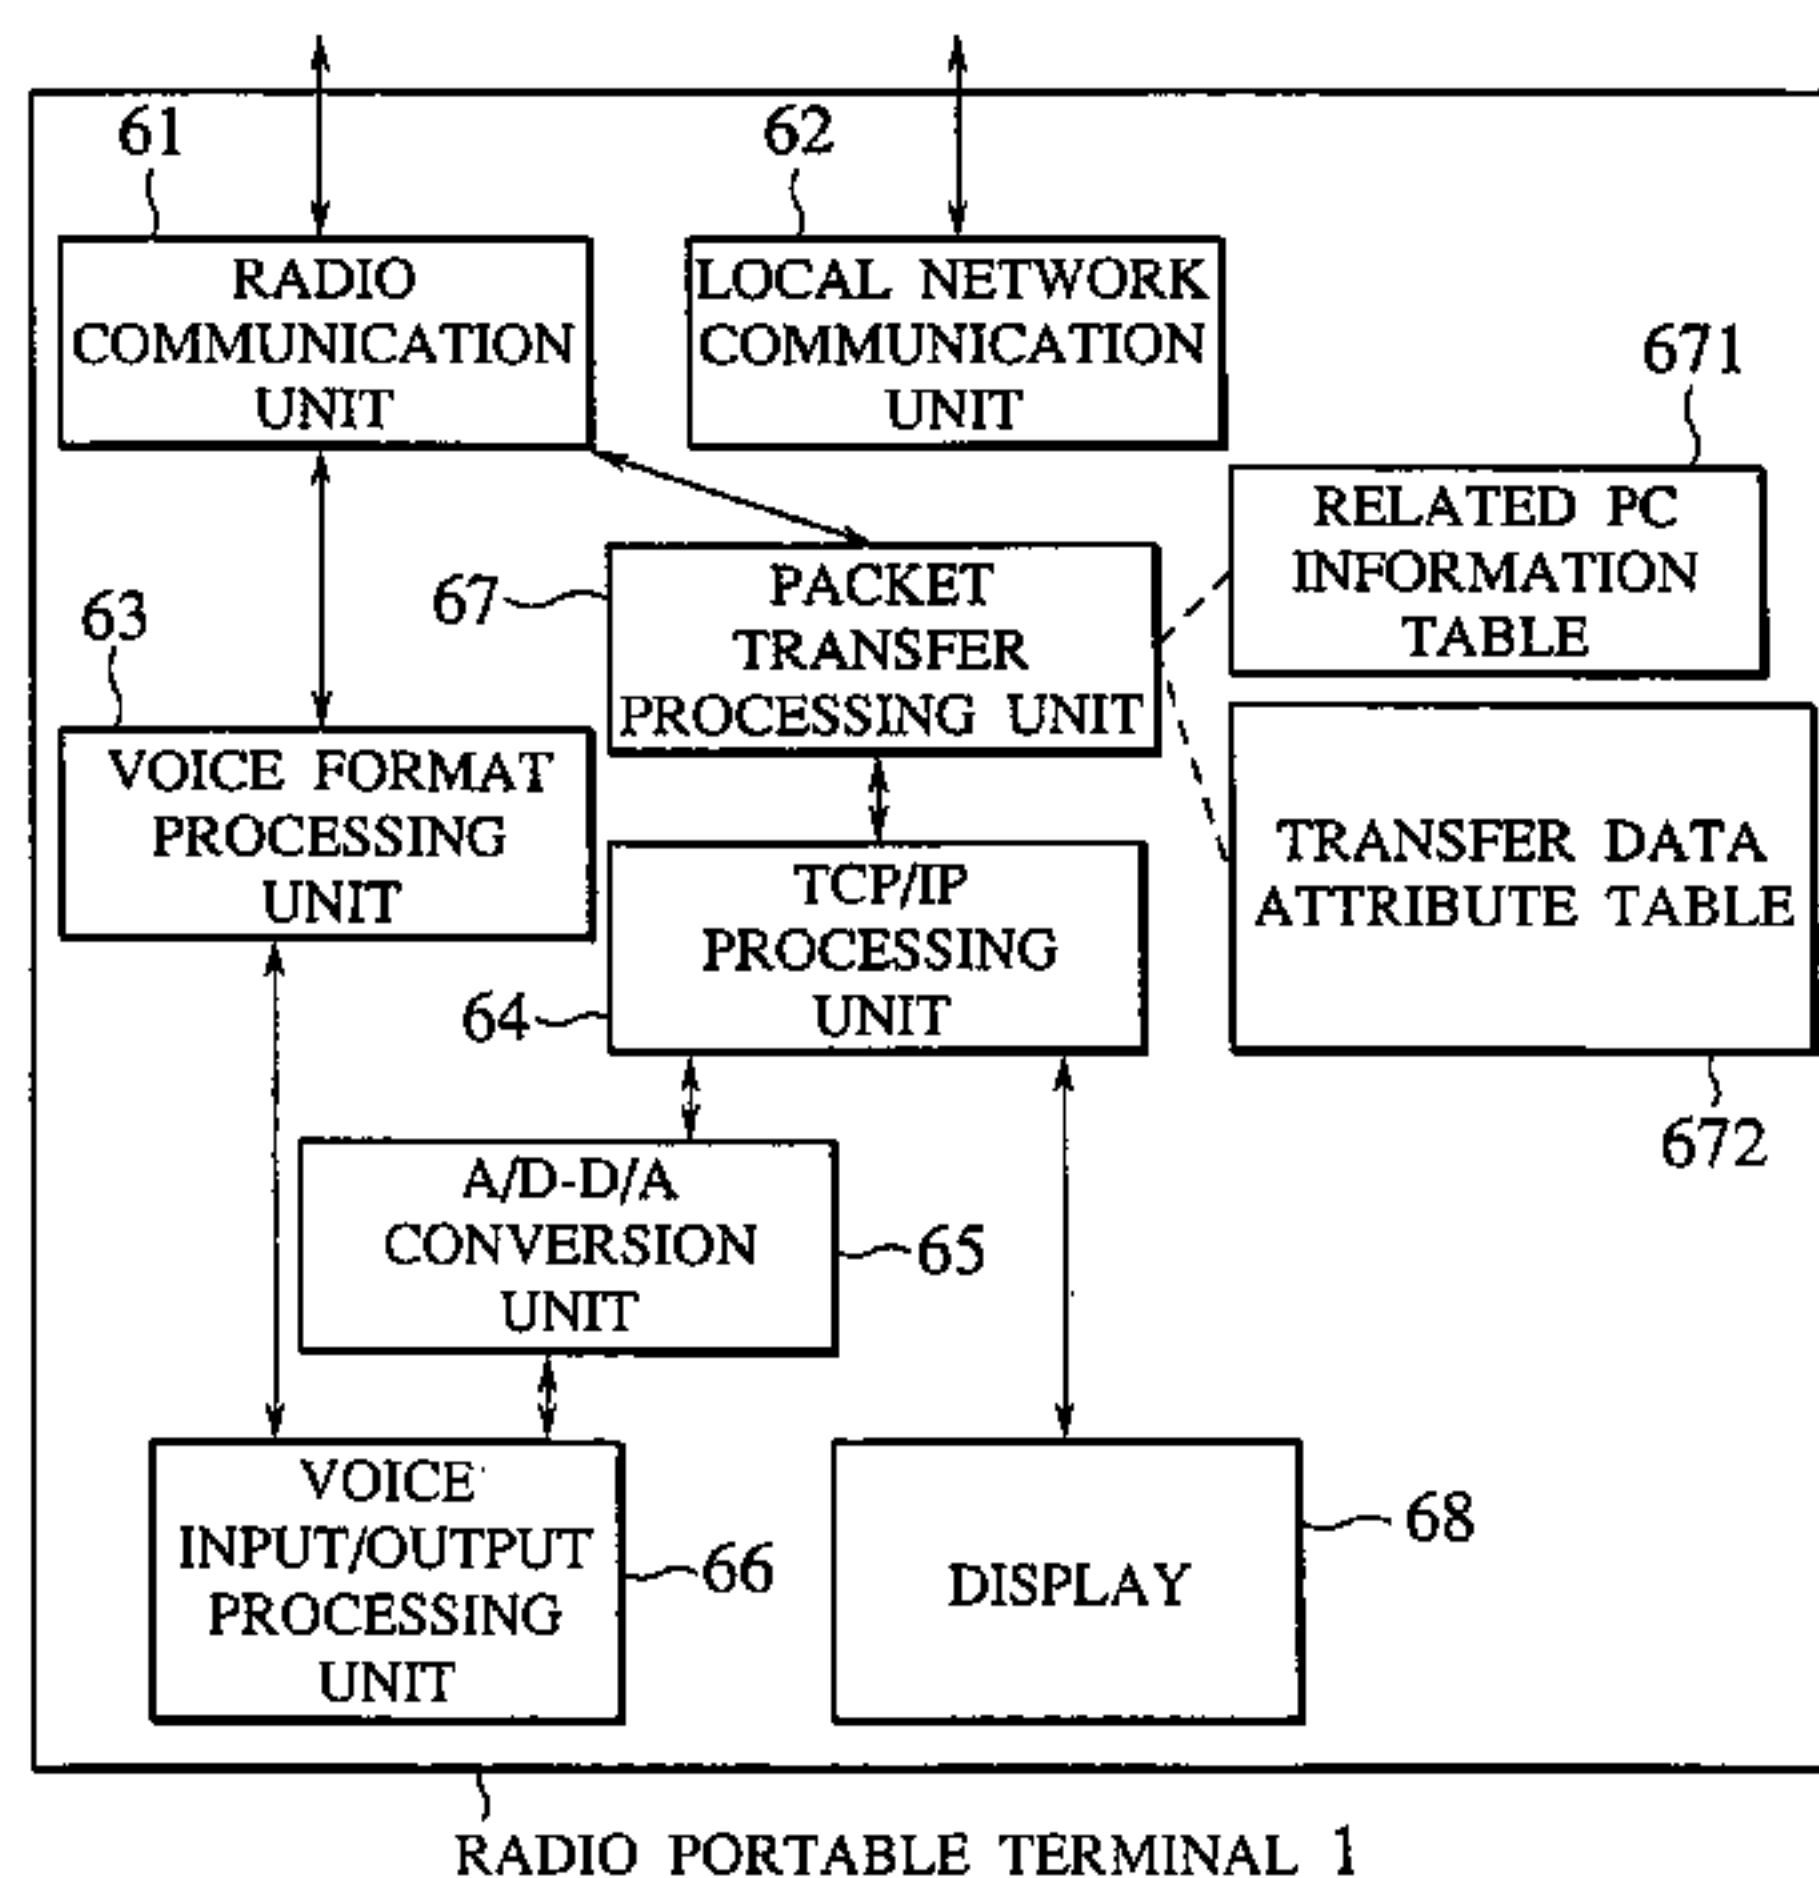 61
62
RADIO
COMMUNICATION
UNIT
LOCAL NETWORK
COMMUNICATION
UNIT
671
RELATED PC
INFORMATION
TABLE
67
PACKET
TRANSFER
PROCESSING UNIT
63
VOICE FORMAT
PROCESSING
UNIT
TRANSFER DATA
ATTRIBUTE TABLE
672
64
TCP/IP
PROCESSING
UNIT
A/D-D/A
CONVERSION
UNIT
65
VOICE
INPUT/OUTPUT
PROCESSING
UNIT
66
DISPLAY
68
RADIO PORTABLE TERMINAL 1